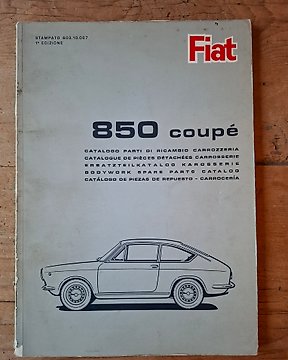 STAMPATO 603.10.057
1ª EDIZIONE
Fiat
850 coupé
CATALOGO PARTI DI RICAMBIO CARROZZERIA
CATALOGUE DE PIÈCES DÉTACHÉES CARROSSERIE
ERSATZTEILKATALOG KAROSSERIE
BODYWORK SPARE PARTS CATALOG
CATÁLOGO DE PIEZAS DE REPUESTO - CARROCERÍA